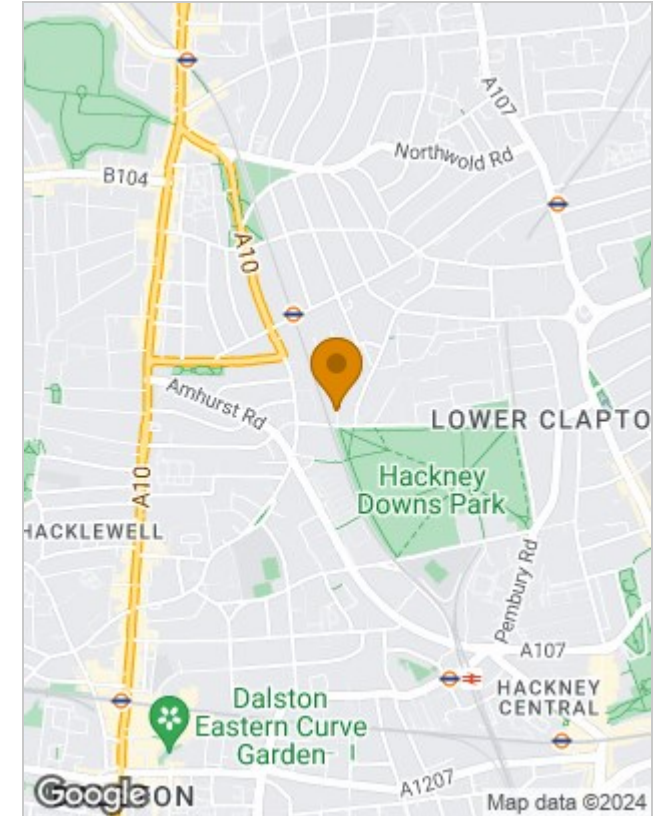 A107
Northwold Rd
B104
A10
Amhurst Rd
LOWER CLAPTO
Hackney
Downs Park
A10
HACKLEWELL
Pembury Rd
A107
HACKNEY
CENTRAL
Dalston
Eastern Curve
Garden
A1207
Google
ON
Map data ©2024